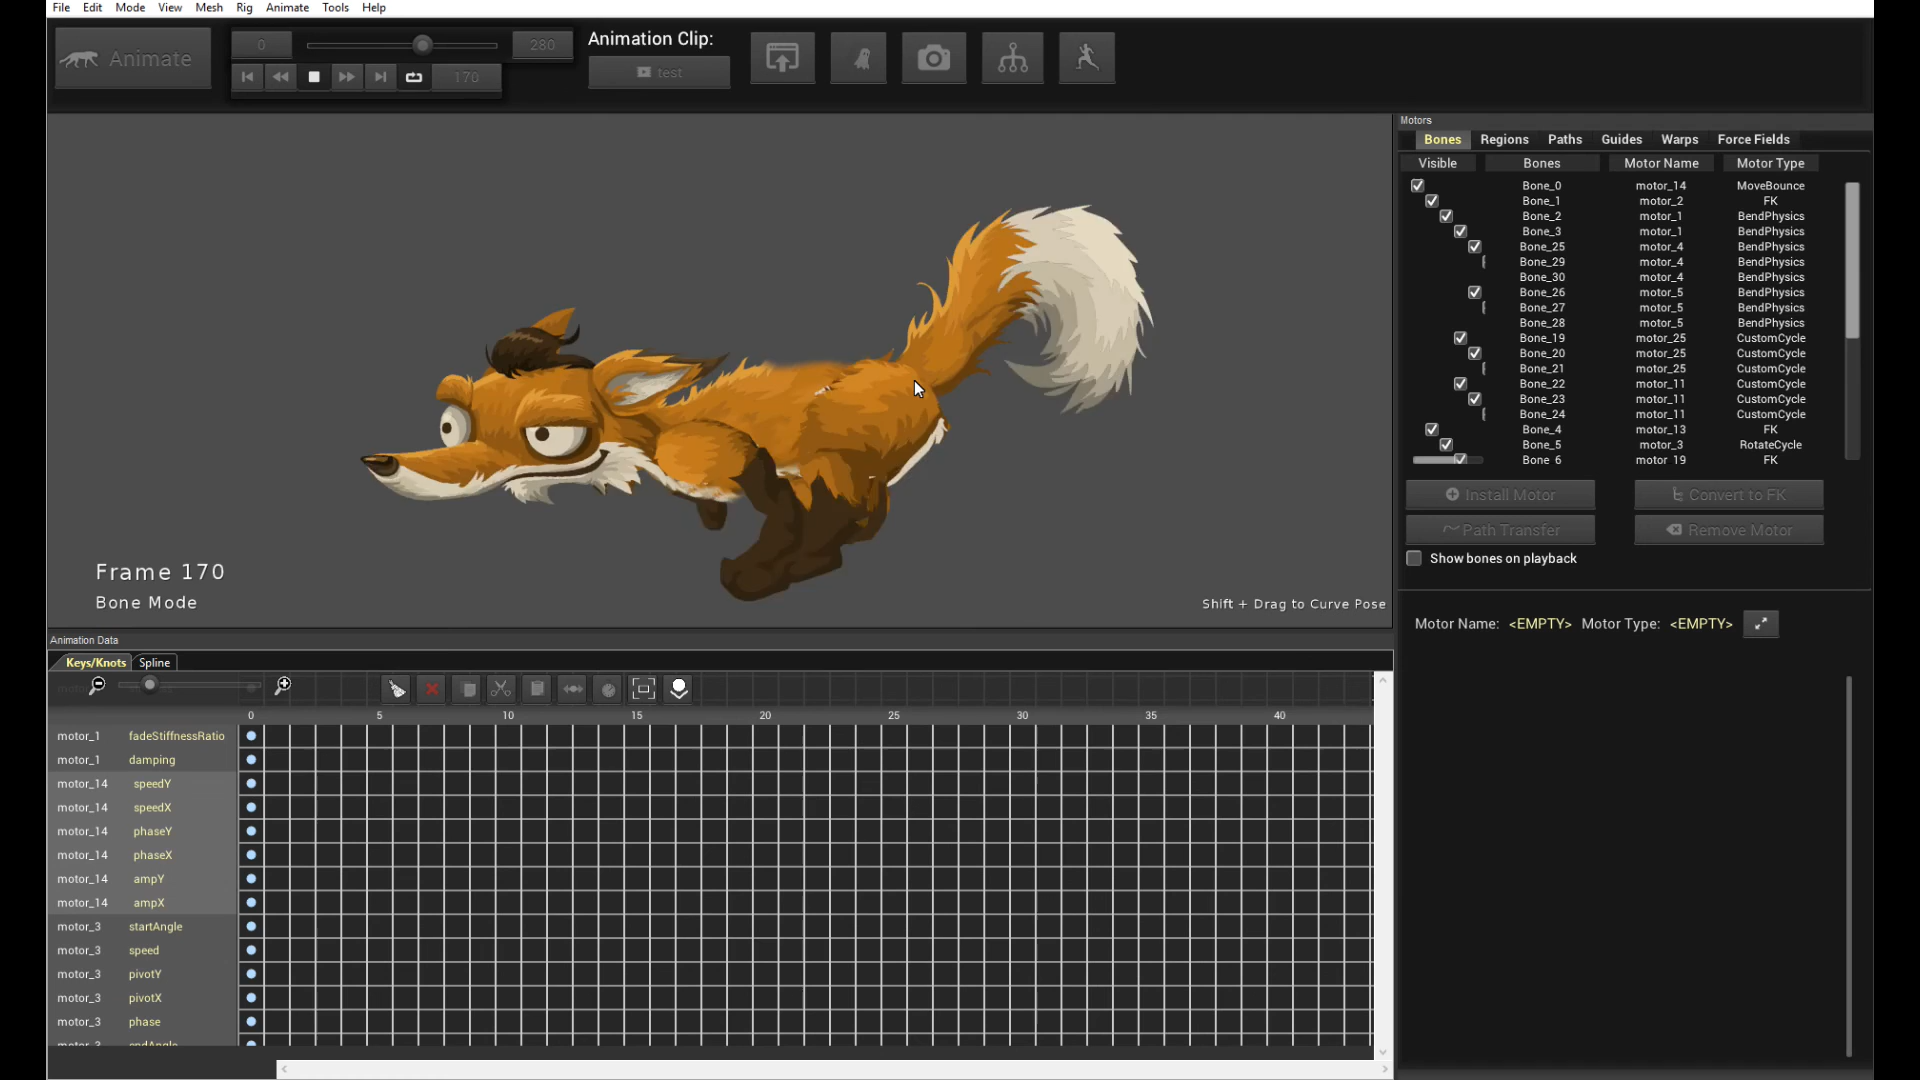 File Edit Mode View Mesh Rig Animate Tools Help
Animate
0
280
170
Animation Clip:
test
Frame 170
Bone Mode
Shift + Drag to Curve Pose
Motors
Bones Regions Paths Guides Warps Force Fields
Visible Bones Motor Name Motor Type
Bone_0 motor_14 MoveBounce
Bone_1 motor_2 FK
Bone_2 motor_1 BendPhysics
Bone_3 motor_1 BendPhysics
Bone_25 motor_4 BendPhysics
Bone_29 motor_4 BendPhysics
Bone_30 motor_4 BendPhysics
Bone_26 motor_5 BendPhysics
Bone_27 motor_5 BendPhysics
Bone_28 motor_5 BendPhysics
Bone_19 motor_25 CustomCycle
Bone_20 motor_25 CustomCycle
Bone_21 motor_25 CustomCycle
Bone_22 motor_11 CustomCycle
Bone_23 motor_11 CustomCycle
Bone_24 motor_11 CustomCycle
Bone_4 motor_13 FK
Bone_5 motor_3 RotateCycle
Bone_6 motor_19 FK
Install Motor Convert to FK
Path Transfer Remove Motor
Show bones on playback
Motor Name: <EMPTY> Motor Type: <EMPTY>
Animation Data
Keys/Knots Spline
0 5 10 15 20 25 30 35 40
motor_1 fadeStiffnessRatio
motor_1 damping
motor_14 speedY
motor_14 speedX
motor_14 phaseY
motor_14 phaseX
motor_14 ampY
motor_14 ampX
motor_3 startAngle
motor_3 speed
motor_3 pivotY
motor_3 pivotX
motor_3 phase
motor_3 endAngle